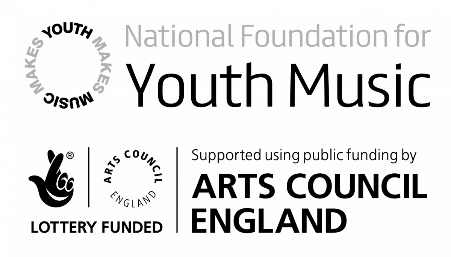 YOUTH MAKES MUSIC MAKES
National Foundation for
Youth Music
®
LOTTERY FUNDED
ARTS COUNCIL
ENGLAND
Supported using public funding by
ARTS COUNCIL
ENGLAND